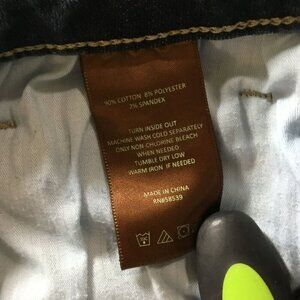 90% COTTON 8% POLYESTER
2% SPANDEX
TURN INSIDE OUT
MACHINE WASH COLD SEPARATELY
ONLY NON-CHLORINE BLEACH
WHEN NEEDED
TUMBLE DRY LOW
WARM IRON IF NEEDED
MADE IN CHINA
RN#58539